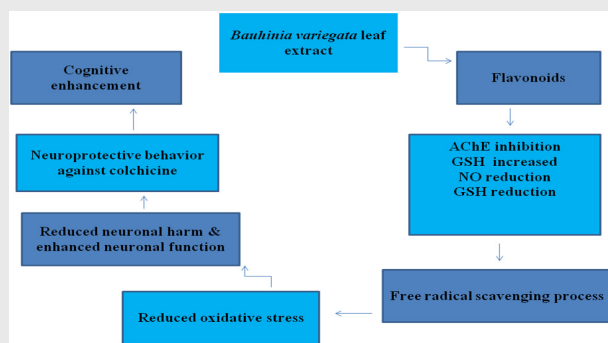 Bauhinia variegata leaf
extract
Flavonoids
AChE inhibition
GSH increased
NO reduction
GSH reduction
Free radical scavenging process
Reduced oxidative stress
Reduced neuronal harm &
enhanced neuronal function
Neuroprotective behavior
against colchicine
Cognitive
enhancement